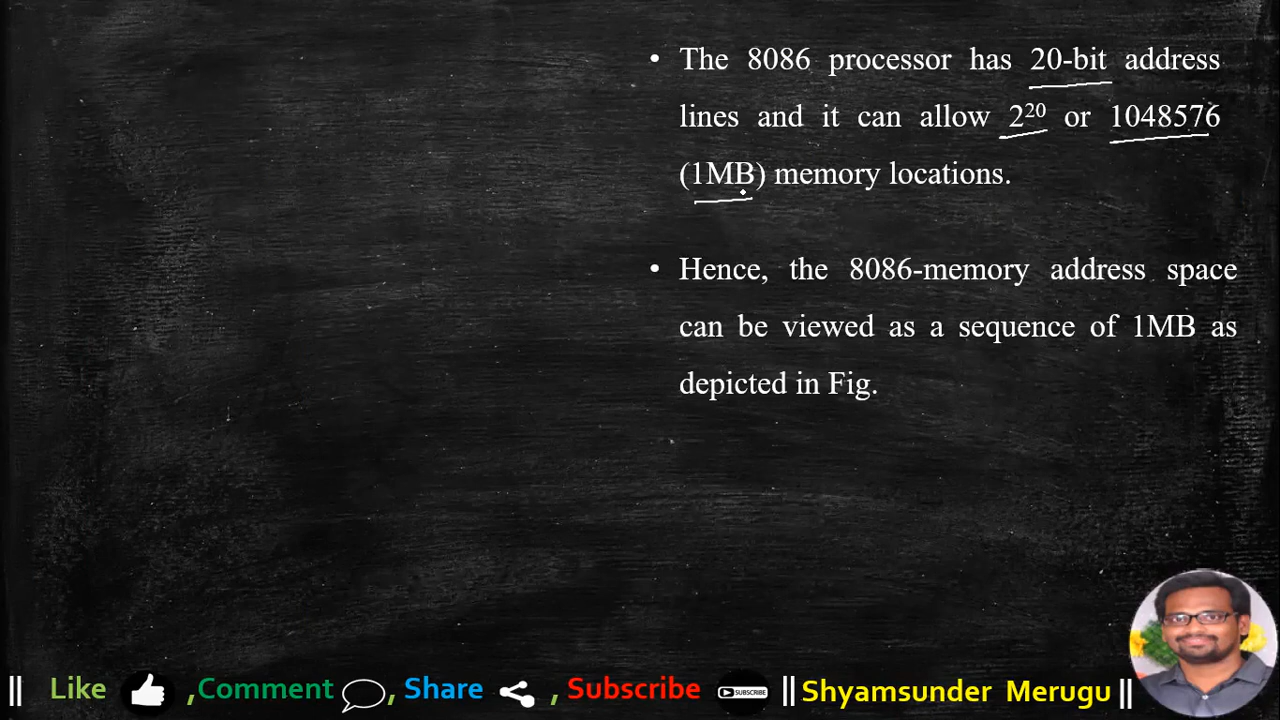 • The 8086 processor has 20-bit address
lines and it can allow 2²⁰ or 1048576
(1MB) memory locations.
• Hence, the 8086-memory address space
can be viewed as a sequence of 1MB as
depicted in Fig.
|| Like , Comment , Share , Subscribe SUBSCRIBE || Shyamsunder Merugu ||